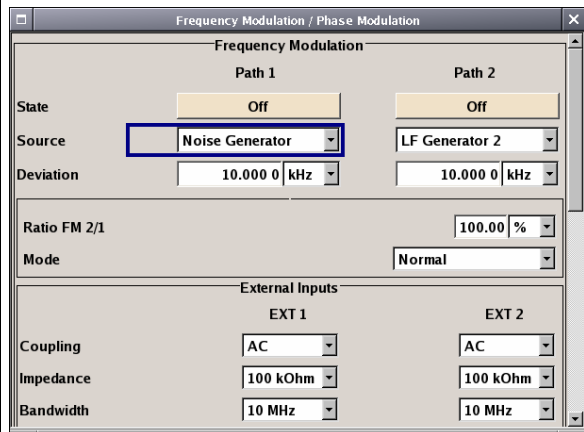 Frequency Modulation / Phase Modulation
Frequency Modulation
Path 1 Path 2
State Off Off
Source Noise Generator LF Generator 2
Deviation 10.000 0 kHz 10.000 0 kHz
Ratio FM 2/1 100.00 %
Mode Normal
External Inputs
EXT 1 EXT 2
Coupling AC AC
Impedance 100 kOhm 100 kOhm
Bandwidth 10 MHz 10 MHz